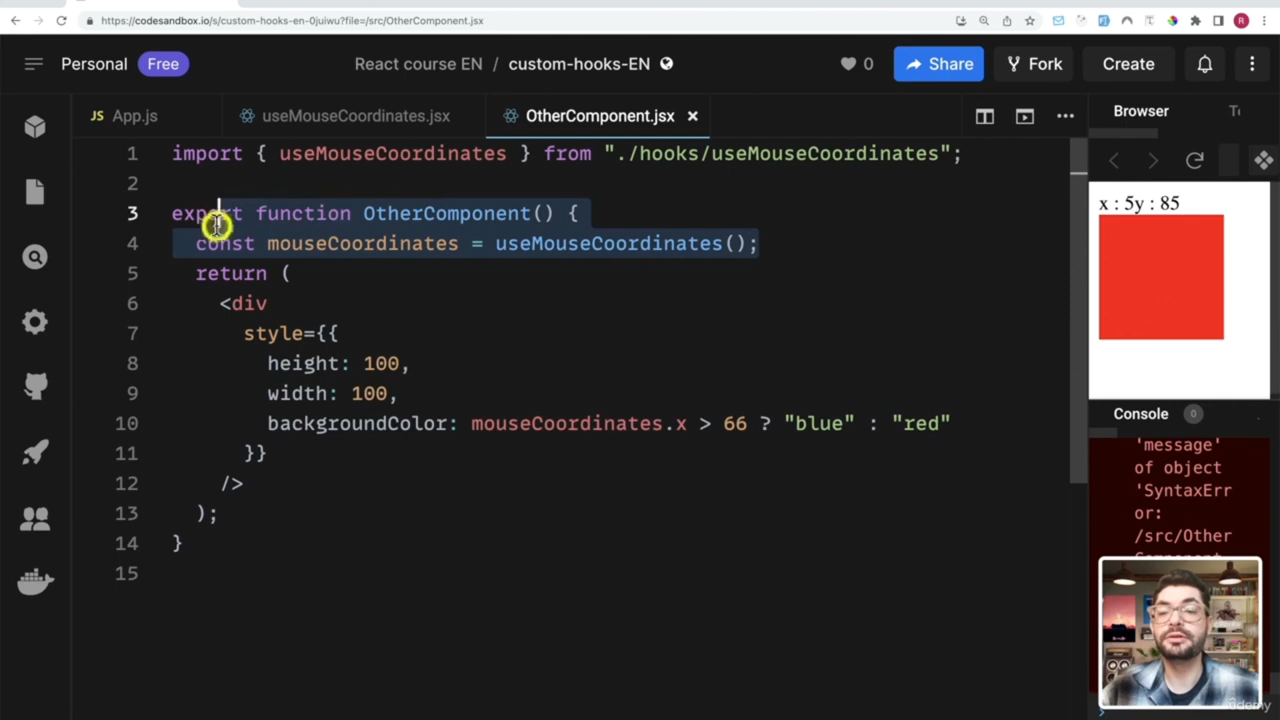 https://codesandbox.io/s/custom-hooks-en-0juiwu?file=/src/OtherComponent.jsx
R
Personal Free React course EN / custom-hooks-EN 0 Share Fork Create
JS App.js useMouseCoordinates.jsx OtherComponent.jsx
1 import { useMouseCoordinates } from "./hooks/useMouseCoordinates";
2
3 export function OtherComponent() {
4 const mouseCoordinates = useMouseCoordinates();
5 return (
6 <div
7 style={{
8 height: 100,
9 width: 100,
10 backgroundColor: mouseCoordinates.x > 66 ? "blue" : "red"
11 }}
12 />
13 );
14 }
15
Browser
x : 5y : 85
Console 0
'message'
of object
'SyntaxErr
or:
/src/Other
Component
ûdemy